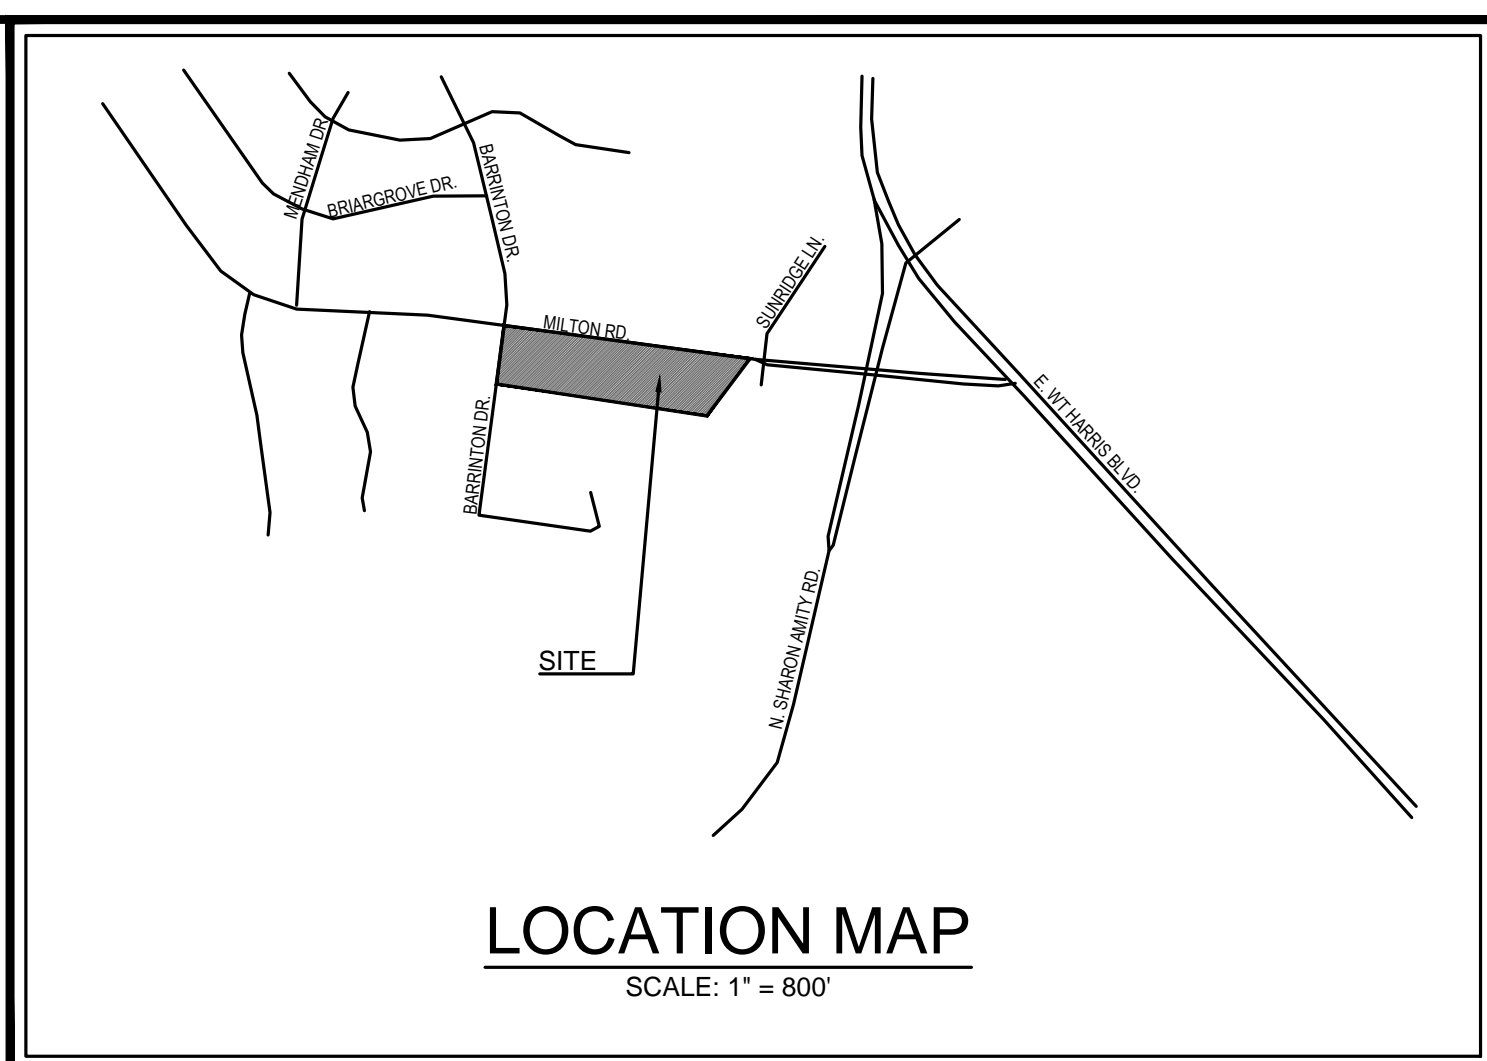 MENDHAM DR.
BRIARGROVE DR.
BARRINTON DR.
SUNRIDGE LN.
MILTON RD.
E. WT HARRIS BLVD.
BARRINTON DR.
N. SHARON AMITY RD.
SITE
LOCATION MAP
SCALE: 1" = 800'